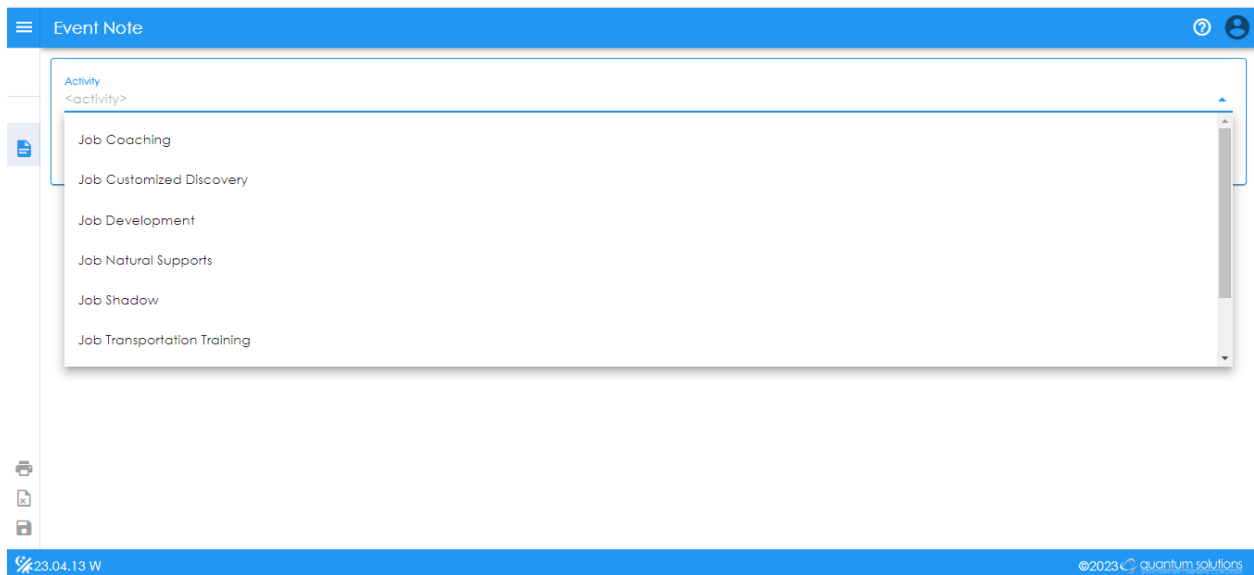 Event Note
Activity
<activity>
Job Coaching
Job Customized Discovery
Job Development
Job Natural Supports
Job Shadow
Job Transportation Training
23.04.13 W
©2023 quantum solutions